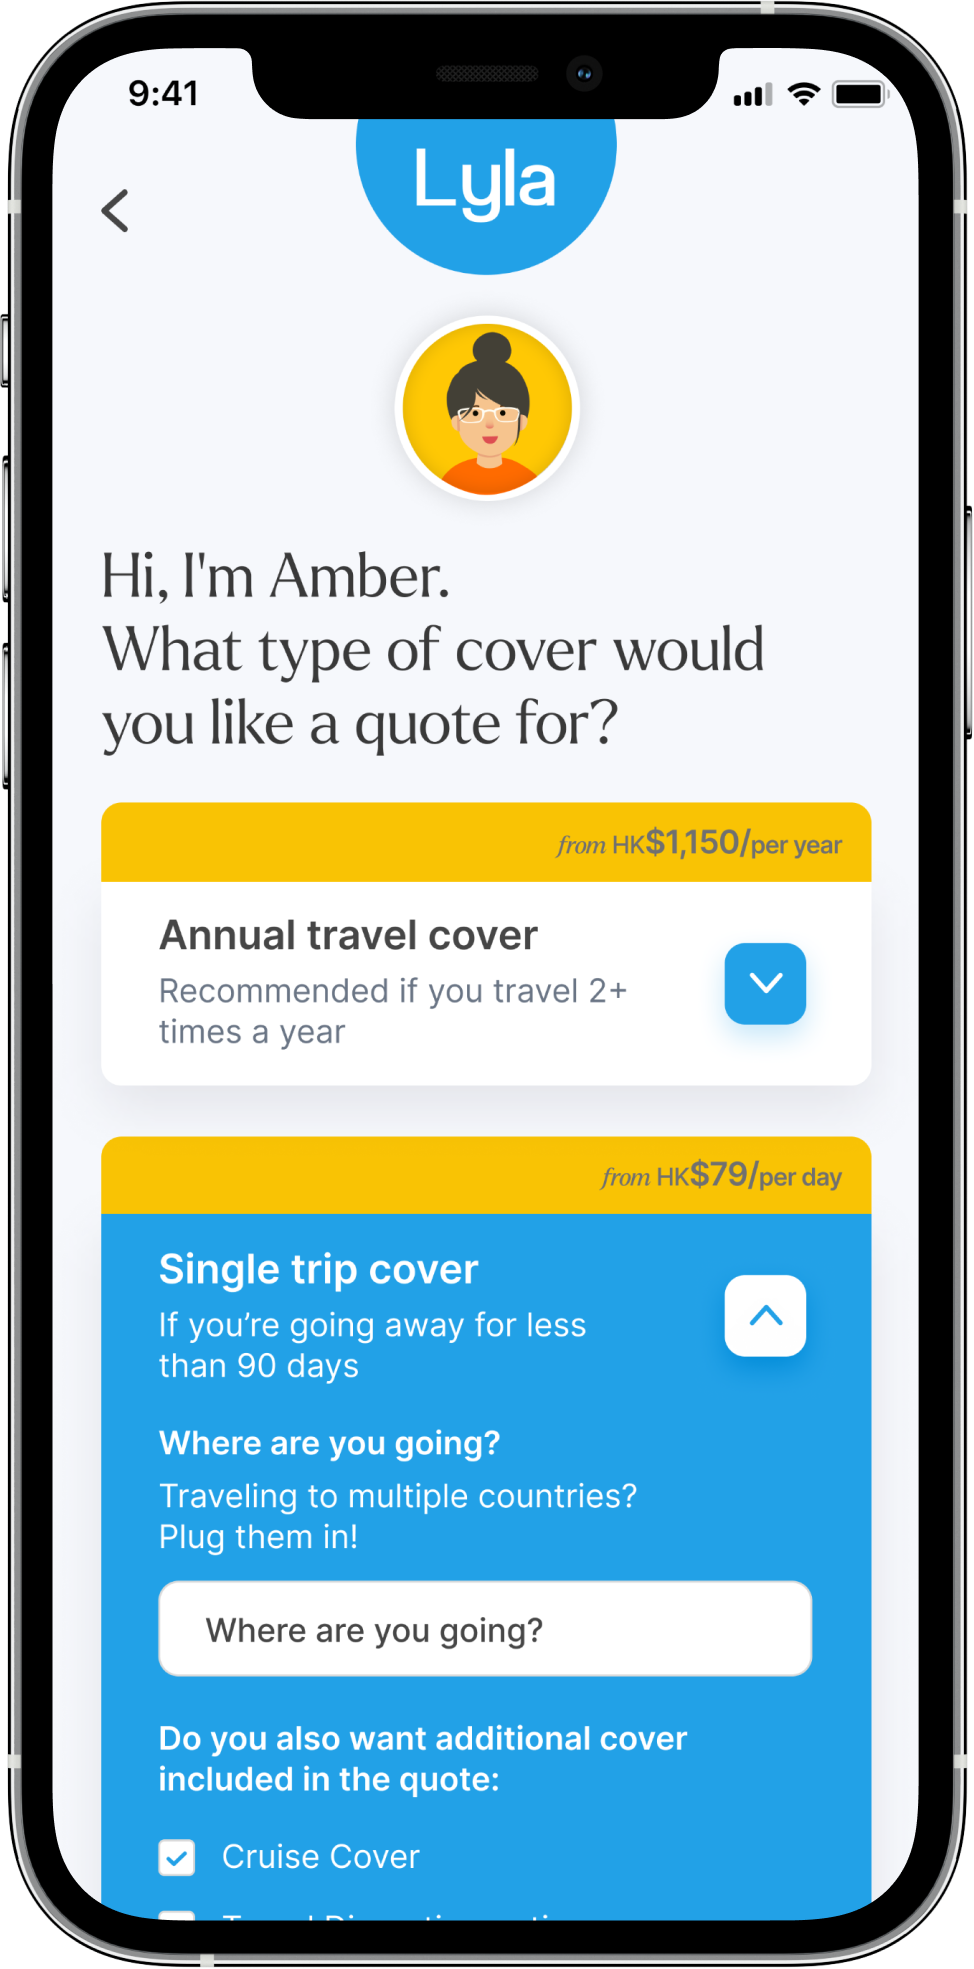 9:41
Lyla
Hi, I'm Amber.
What type of cover would
you like a quote for?
from HK$1,150/per year
Annual travel cover
Recommended if you travel 2+
times a year
from HK$79/per day
Single trip cover
If you’re going away for less
than 90 days
Where are you going?
Traveling to multiple countries?
Plug them in!
Where are you going?
Do you also want additional cover
included in the quote:
Cruise Cover